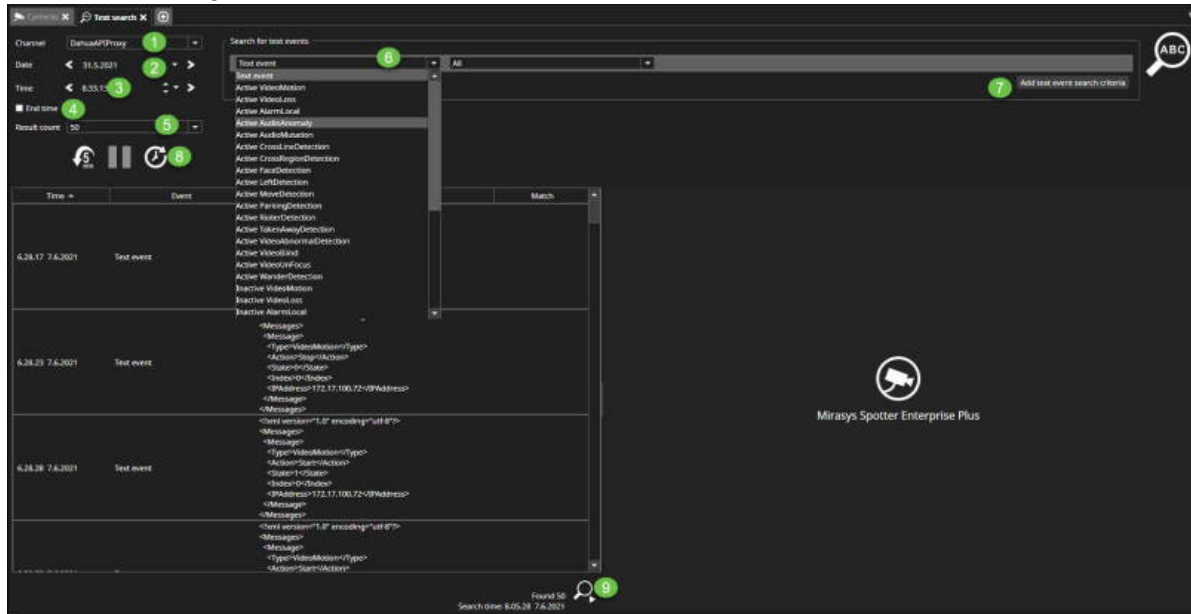 Cameras
Text search
Channel DahuaAPIProxy 1
Date 31.5.2021 2
Time 8.33.13 3
End time 4
Result count 50 5
5 min
8
Search for text events
Text event 6 All
7 Add text event search criteria
ABC
Text event
Active VideoMotion
Active VideoLoss
Active AlarmLocal
Active AudioAnomaly
Active AudioMutation
Active CrossLineDetection
Active CrossRegionDetection
Active FaceDetection
Active LeftDetection
Active MoveDetection
Active ParkingDetection
Active RioterDetection
Active TakenAwayDetection
Active VideoAbnormalDetection
Active VideoBlind
Active VideoUnFocus
Active WanderDetection
Inactive VideoMotion
Inactive VideoLoss
Inactive AlarmLocal
Time Event Match
6.28.17 7.6.2021 Text event
6.28.23 7.6.2021 Text event
<Messages>
<Message>
<Type>VideoMotion</Type>
<Action>Stop</Action>
<State>0</State>
<Index>0</Index>
<IPAddress>172.17.100.72</IPAddress>
</Message>
</Messages>
6.28.28 7.6.2021 Text event
<?xml version="1.0" encoding="utf-8"?>
<Messages>
<Message>
<Type>VideoMotion</Type>
<Action>Start</Action>
<State>1</State>
<Index>0</Index>
<IPAddress>172.17.100.72</IPAddress>
</Message>
</Messages>
<?xml version="1.0" encoding="utf-8"?>
<Messages>
<Message>
<Type>VideoMotion</Type>
<Action>Start</Action>
Mirasys Spotter Enterprise Plus
Found 50 9
Search time: 8.05.28 7.6.2021